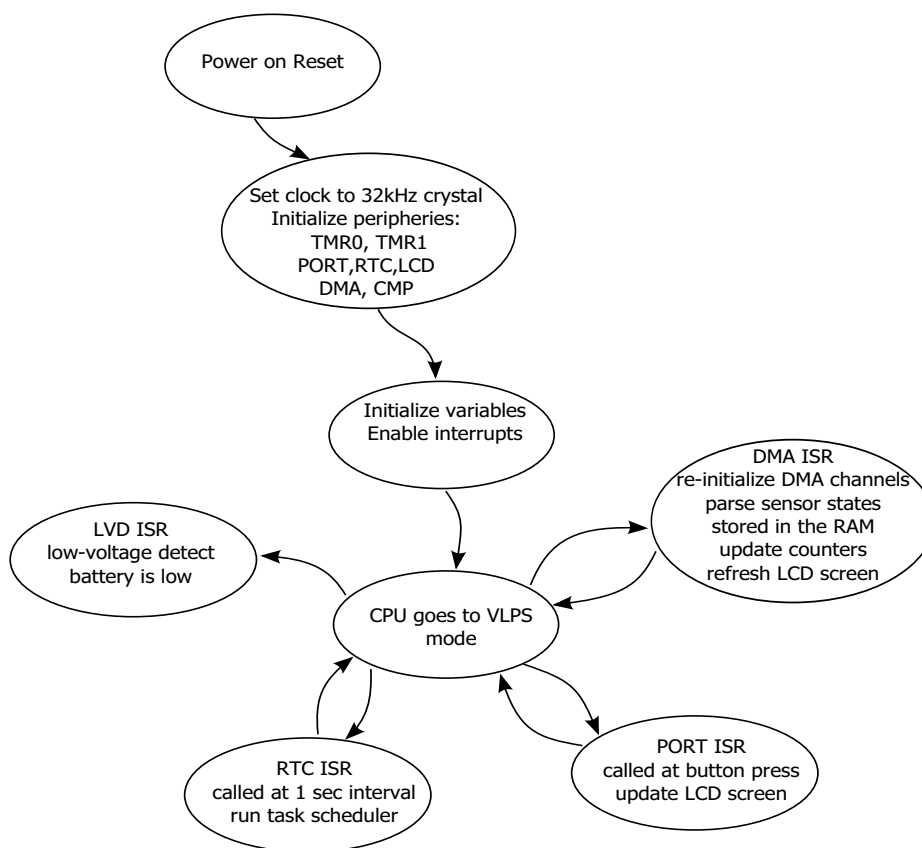 Power on Reset
Set clock to 32kHz crystal
Initialize peripheries:
TMR0, TMR1
PORT,RTC,LCD
DMA, CMP
Initialize variables
Enable interrupts
DMA ISR
re-initialize DMA channels
parse sensor states
stored in the RAM
update counters
refresh LCD screen
LVD ISR
low-voltage detect
battery is low
CPU goes to VLPS
mode
RTC ISR
called at 1 sec interval
run task scheduler
PORT ISR
called at button press
update LCD screen